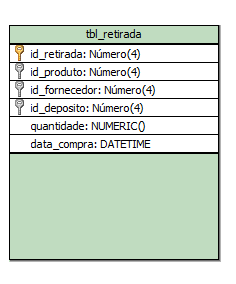 tbl_retirada
id_retirada: Número(4)
id_produto: Número(4)
id_fornecedor: Número(4)
id_deposito: Número(4)
quantidade: NUMERIC()
data_compra: DATETIME